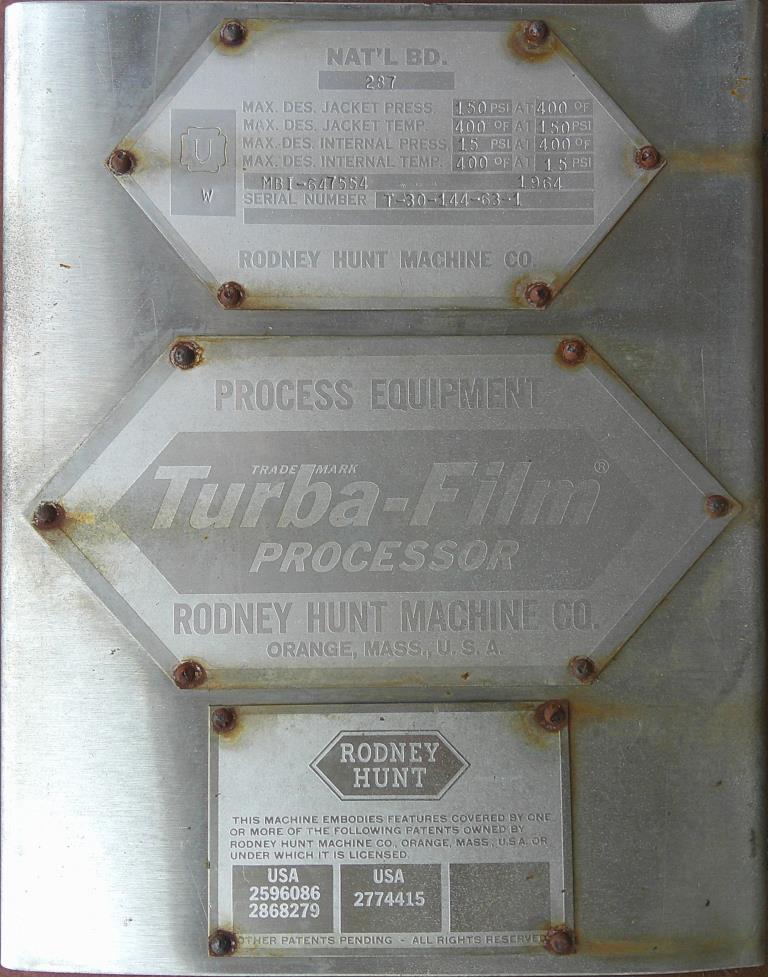 NAT'L BD.
287
MAX. DES. JACKET PRESS. 150 PSI AT 400 OF
MAX. DES. JACKET TEMP. 400 OF AT 150 PSI
MAX. DES. INTERNAL PRESS. 15 PSI AT 400 OF
MAX. DES. INTERNAL TEMP. 400 OF AT 15 PSI
U
W
MBI-647554 1964
SERIAL NUMBER T-30-144-63-1
RODNEY HUNT MACHINE CO.
PROCESS EQUIPMENT
TRADE MARK
Turba-Film®
PROCESSOR
RODNEY HUNT MACHINE CO.
ORANGE, MASS., U.S.A.
RODNEY
HUNT
THIS MACHINE EMBODIES FEATURES COVERED BY ONE
OR MORE OF THE FOLLOWING PATENTS OWNED BY
RODNEY HUNT MACHINE CO., ORANGE, MASS., U.S.A. OR
UNDER WHICH IT IS LICENSED.
USA
2596086
2868279
USA
2774415
OTHER PATENTS PENDING - ALL RIGHTS RESERVED